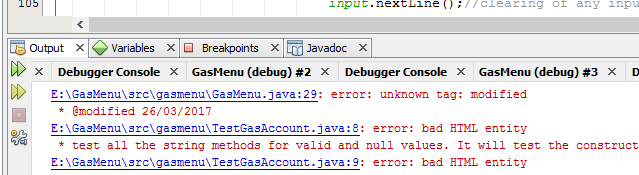 105 input.nextLine();//clearing of any inpu
Output Variables Breakpoints Javadoc
Debugger Console GasMenu (debug) #2 Debugger Console GasMenu (debug) #3 D
E:\GasMenu\src\gasmenu\GasMenu.java:29: error: unknown tag: modified
* @modified 26/03/2017
E:\GasMenu\src\gasmenu\TestGasAccount.java:8: error: bad HTML entity
* test all the string methods for valid and null values. It will test the construct
E:\GasMenu\src\gasmenu\TestGasAccount.java:9: error: bad HTML entity